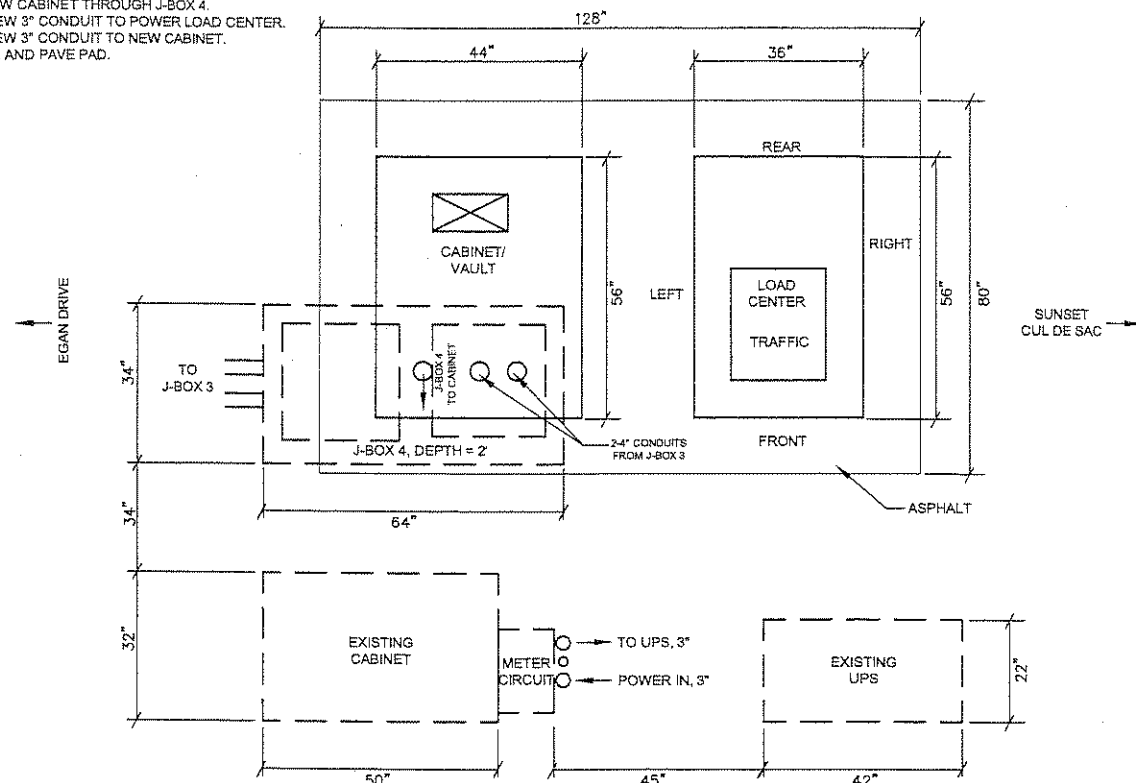 W CABINET THROUGH J-BOX 4.
EW 3" CONDUIT TO POWER LOAD CENTER.
EW 3" CONDUIT TO NEW CABINET.
AND PAVE PAD.
128"
44"
36"
REAR
CABINET/
VAULT
RIGHT
LEFT
56"
LOAD
CENTER
TRAFFIC
56"
80"
EGAN DRIVE
SUNSET
CUL DE SAC
34"
TO
J-BOX 3
J-BOX 4
TO CABINET
2-4" CONDUITS
FROM J-BOX 3
FRONT
J-BOX 4, DEPTH = 2'
ASPHALT
64"
34"
32"
EXISTING
CABINET
METER
CIRCUIT
TO UPS, 3"
POWER IN, 3"
EXISTING
UPS
22"
50"
45"
42"